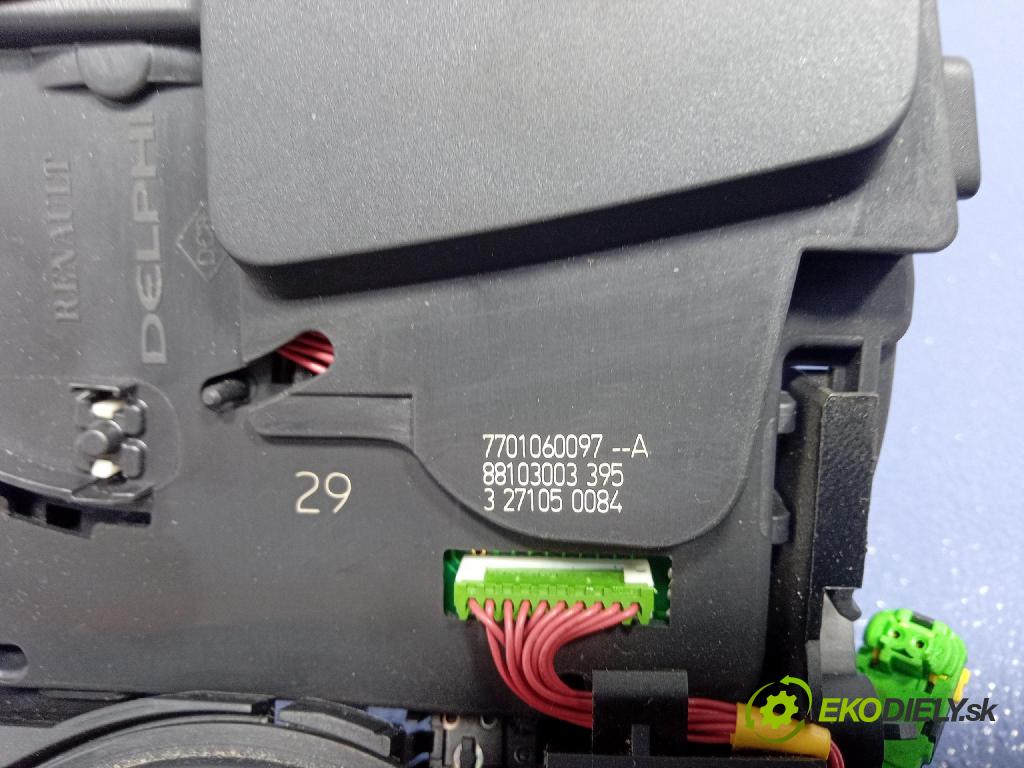 RENAULT
DELPHI
7701060097 --A
88103003 395
3 27105 0084
29
EKODIELY.sk